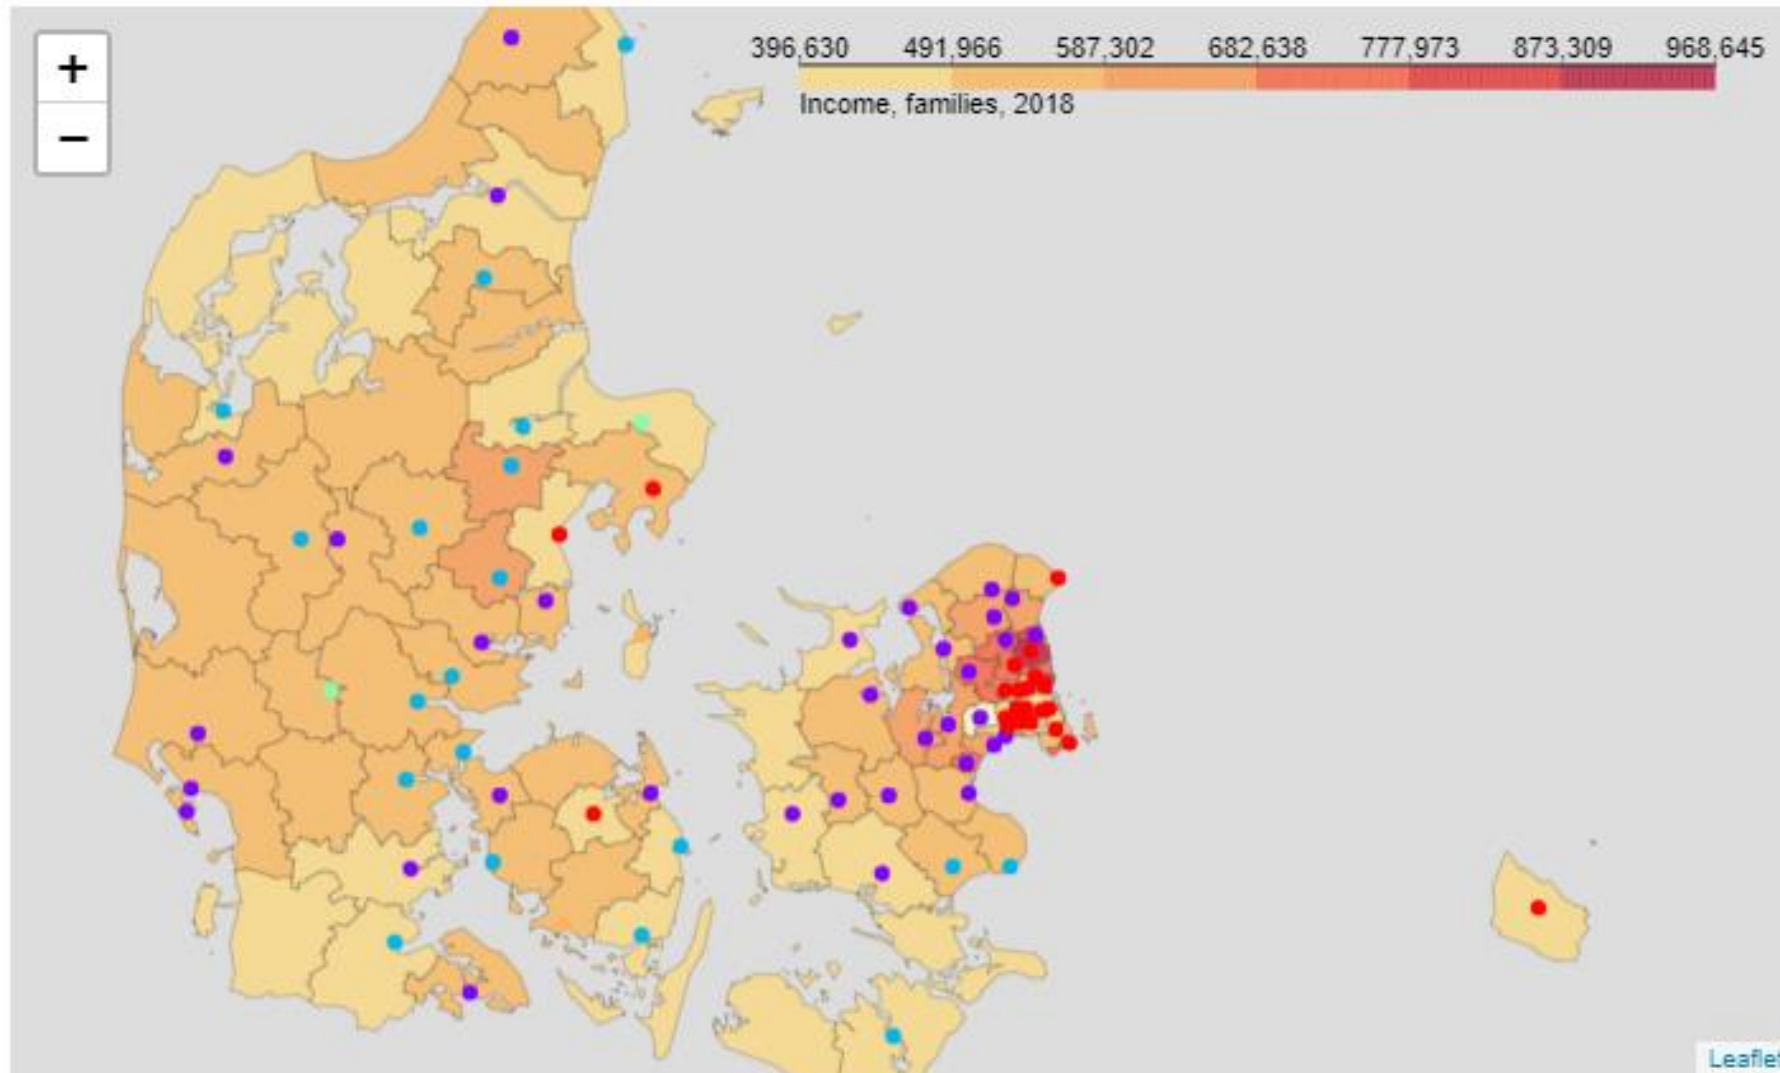 +
−
396,630 491,966 587,302 682,638 777,973 873,309 968,645
Income, families, 2018
Leaflet